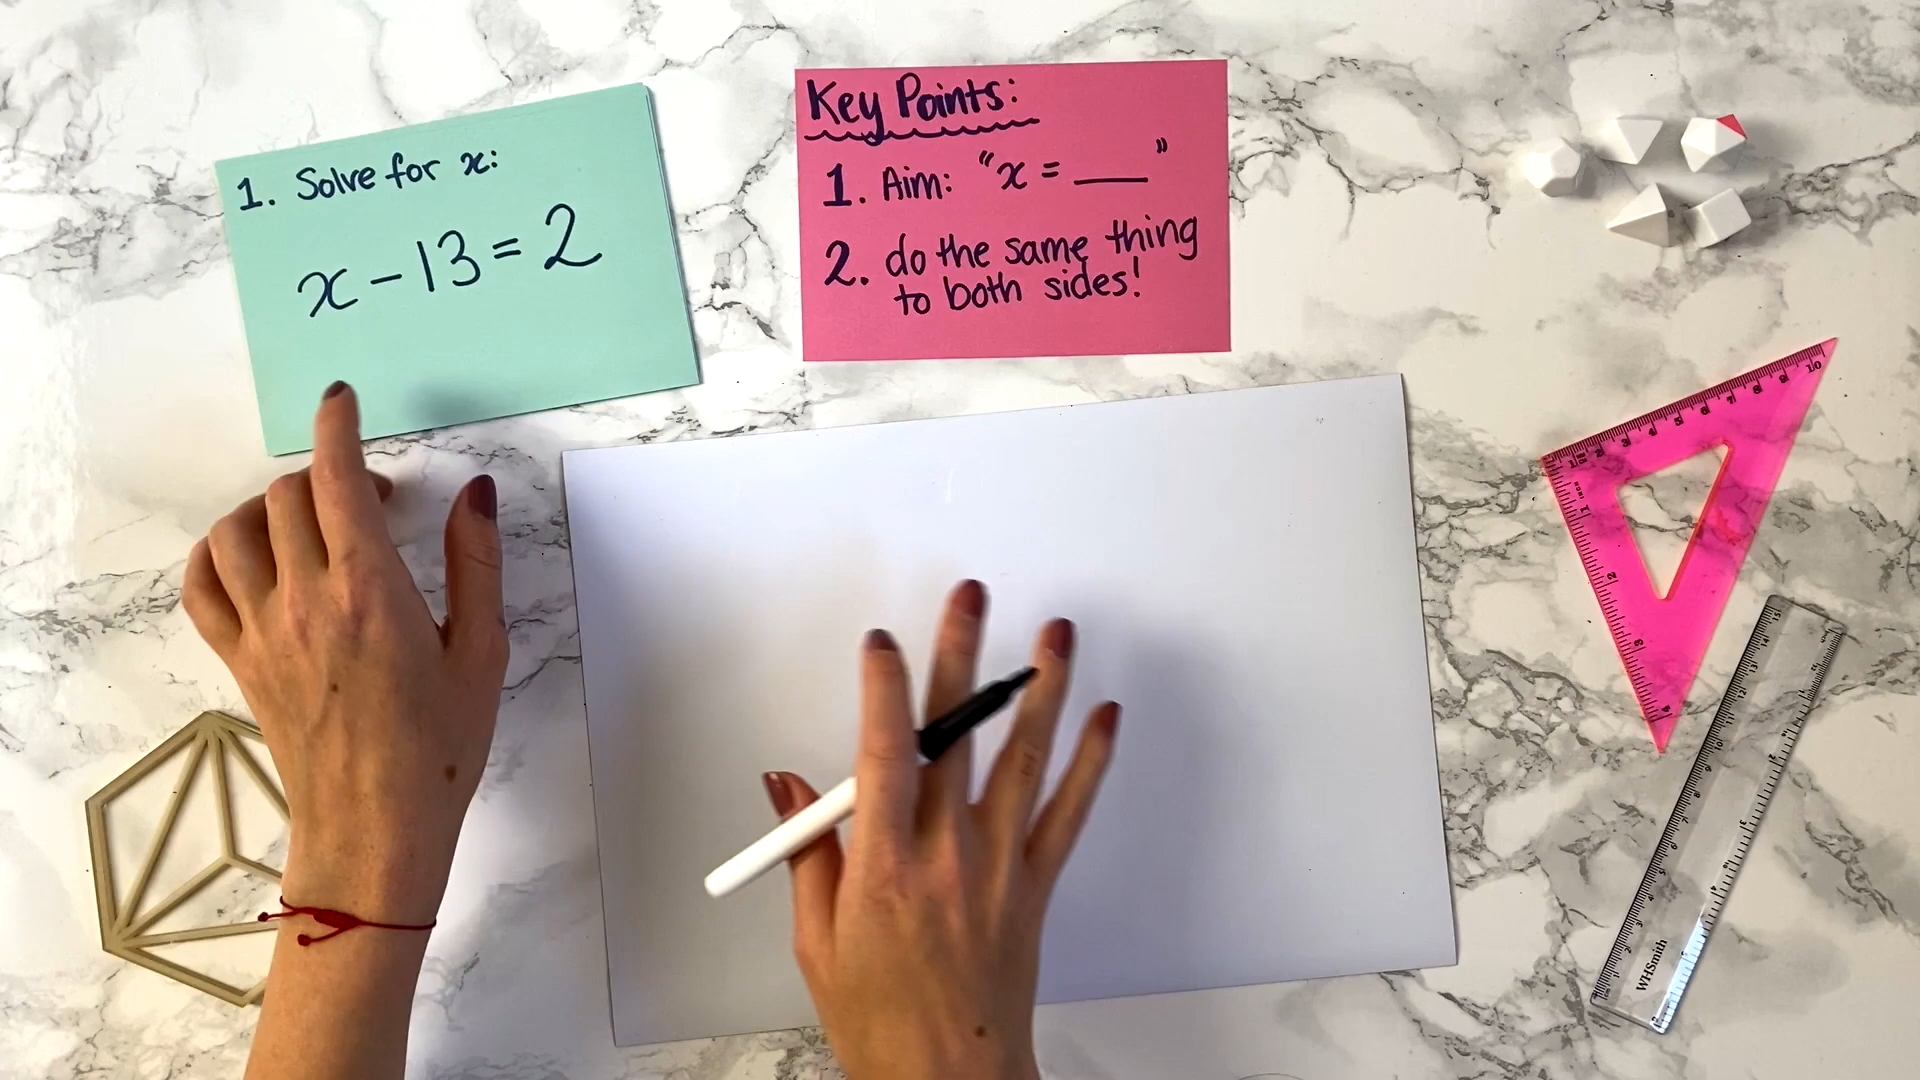 1. Solve for x:
x - 13 = 2
Key Points:
1. Aim: "x = ___"
2. do the same thing
to both sides!
WHSmith